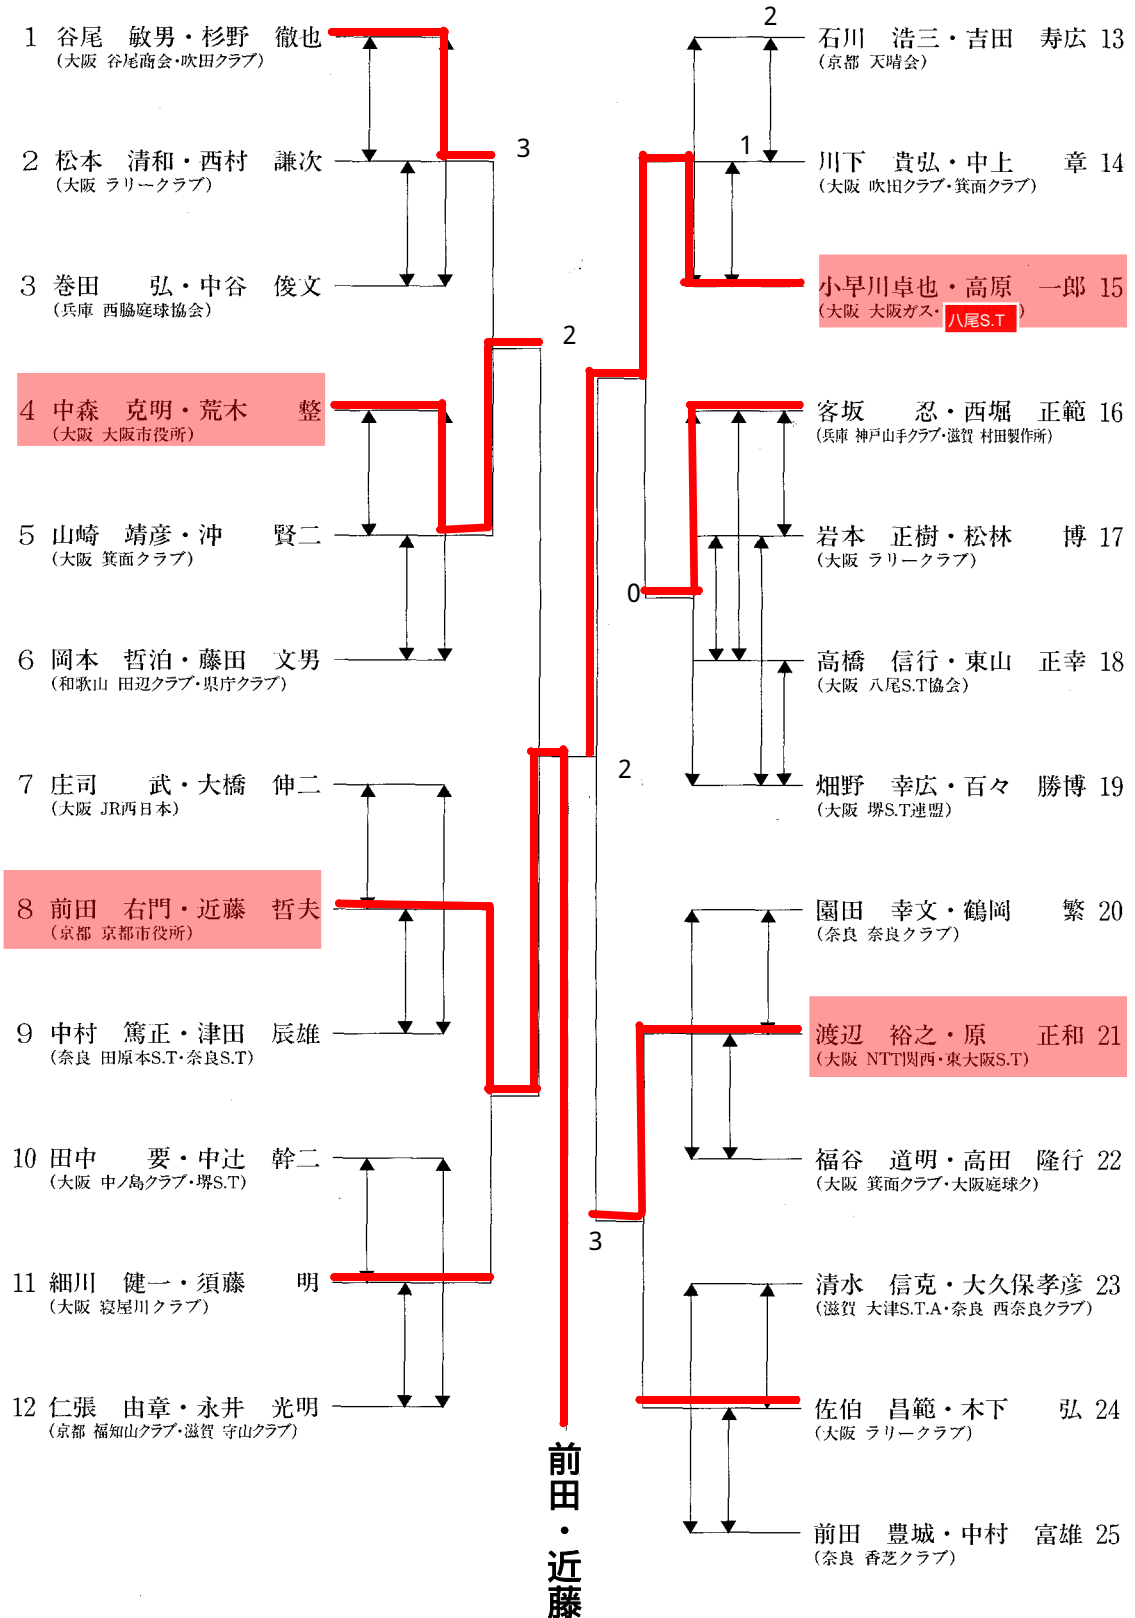 1 谷尾 敏男・杉野 徹也
(大阪 谷尾商会・吹田クラブ)
2 松本 清和・西村 謙次
(大阪 ラリークラブ)
3 巻田 弘・中谷 俊文
(兵庫 西脇庭球協会)
4 中森 克明・荒木 整
(大阪 大阪市役所)
5 山崎 靖彦・沖 賢二
(大阪 箕面クラブ)
6 岡本 哲泊・藤田 文男
(和歌山 田辺クラブ・県庁クラブ)
7 庄司 武・大橋 伸二
(大阪 JR西日本)
8 前田 右門・近藤 哲夫
(京都 京都市役所)
9 中村 篤正・津田 辰雄
(奈良 田原本S.T・奈良S.T)
10 田中 要・中辻 幹二
(大阪 中ノ島クラブ・堺S.T)
11 細川 健一・須藤 明
(大阪 寝屋川クラブ)
12 仁張 由章・永井 光明
(京都 福知山クラブ・滋賀 守山クラブ)
3
2
前田・近藤
2
1
0
2
3
石川 浩三・吉田 寿広 13
(京都 天晴会)
川下 貴弘・中上 章 14
(大阪 吹田クラブ・箕面クラブ)
小早川卓也・高原 一郎 15
(大阪 大阪ガス・
八尾S.T
客坂 忍・西堀 正範 16
(兵庫 神戸山手クラブ・滋賀 村田製作所)
岩本 正樹・松林 博 17
(大阪 ラリークラブ)
高橋 信行・東山 正幸 18
(大阪 八尾S.T協会)
畑野 幸広・百々 勝博 19
(大阪 堺S.T連盟)
園田 幸文・鶴岡 繁 20
(奈良 奈良クラブ)
渡辺 裕之・原 正和 21
(大阪 NTT関西・東大阪S.T)
福谷 道明・高田 隆行 22
(大阪 箕面クラブ・大阪庭球ク)
清水 信克・大久保孝彦 23
(滋賀 大津S.T.A・奈良 西奈良クラブ)
佐伯 昌範・木下 弘 24
(大阪 ラリークラブ)
前田 豊城・中村 富雄 25
(奈良 香芝クラブ)